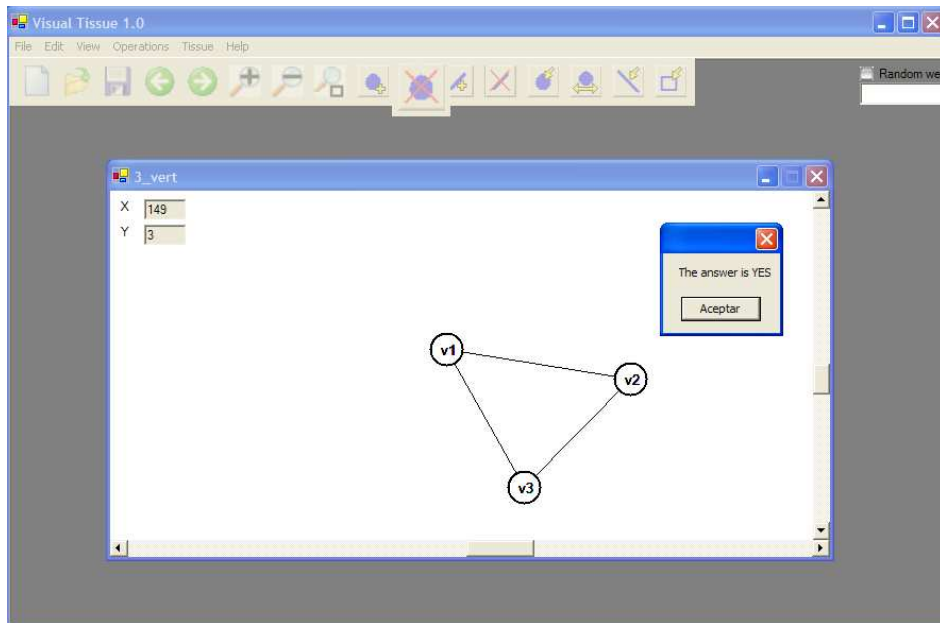 Visual Tissue 1.0
File Edit View Operations Tissue Help
Random we
3_vert
X 149
Y 3
The answer is YES
Aceptar
v1
v2
v3